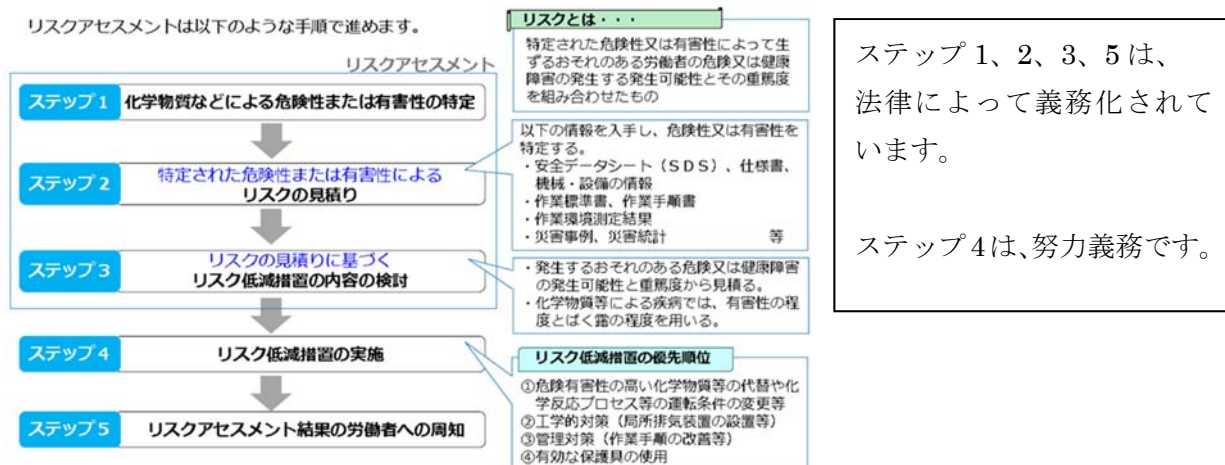 リスクアセスメントは以下のような手順で進めます。
リスクアセスメント
ステップ1
化学物質などによる危険性または有害性の特定
ステップ2
特定された危険性または有害性による
リスクの見積り
ステップ3
リスクの見積りに基づく
リスク低減措置の内容の検討
ステップ4
リスク低減措置の実施
ステップ5
リスクアセスメント結果の労働者への周知
リスクとは・・・
特定された危険性又は有害性によって生
ずるおそれのある労働者の危険又は健康
障害の発生する発生可能性とその重篤度
を組み合わせたもの
以下の情報を入手し、危険性又は有害性を
特定する。
・安全データシート（ＳＤＳ）、仕様書、
機械・設備の情報
・作業標準書、作業手順書
・作業環境測定結果
・災害事例、災害統計　　　　等
・発生するおそれのある危険又は健康障害
の発生可能性と重篤度から見積る。
・化学物質等による疾病では、有害性の程
度とばく露の程度を用いる。
リスク低減措置の優先順位
①危険有害性の高い化学物質等の代替や化
学反応プロセス等の運転条件の変更等
②工学的対策（局所排気装置の設置等）
③管理対策（作業手順の改善等）
④有効な保護具の使用
ステップ 1、2、3、5 は、
法律によって義務化されて
います。
ステップ 4 は、努力義務です。